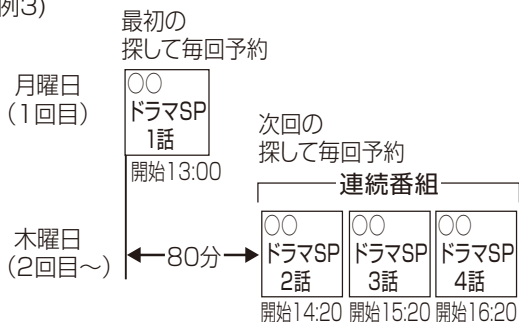 例3)
最初の
探して毎回予約
月曜日
（1回目）
○○
ドラマSP
1話
開始13:00
次回の
探して毎回予約
連続番組
木曜日
（2回目～）
80分
○○
ドラマSP
2話
開始14:20
○○
ドラマSP
3話
開始15:20
○○
ドラマSP
4話
開始16:20